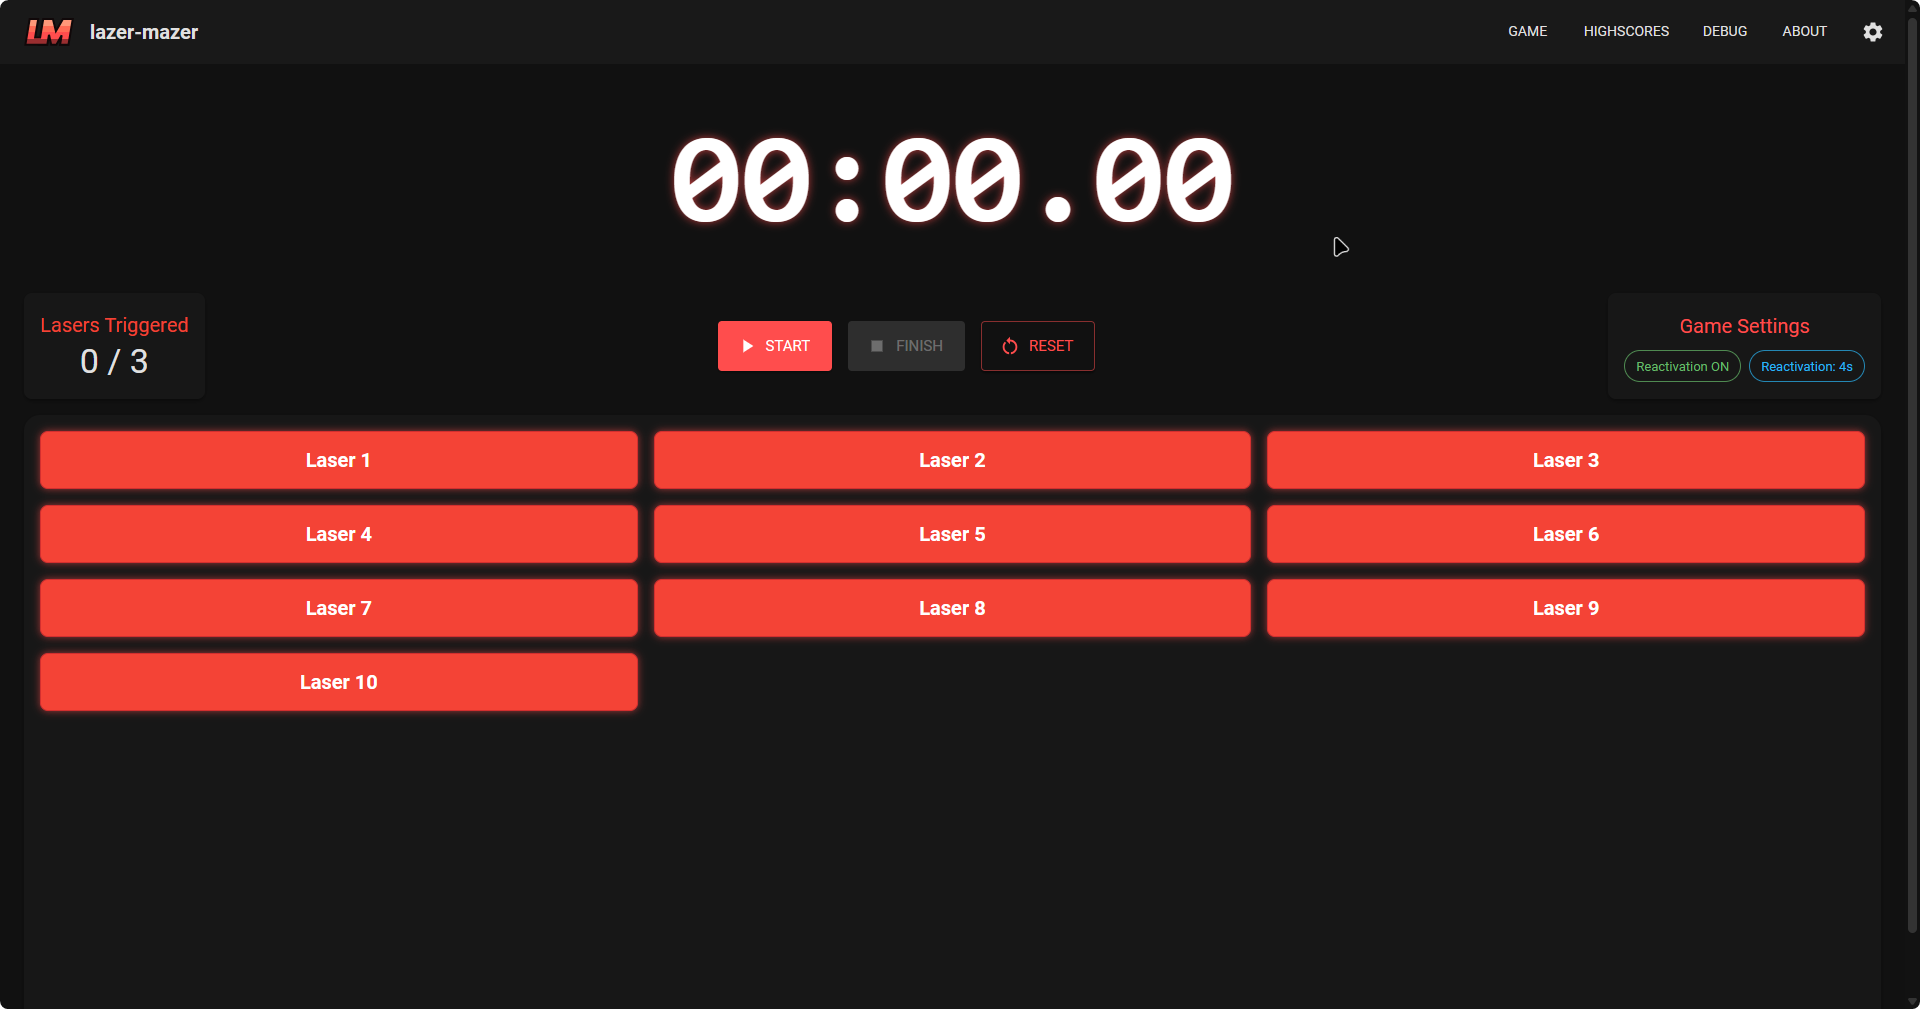 LM lazer-mazer GAME HIGHSCORES DEBUG ABOUT
00:00.00
Lasers Triggered
0 / 3
START FINISH RESET
Game Settings
Reactivation ON Reactivation: 4s
Laser 1 Laser 2 Laser 3
Laser 4 Laser 5 Laser 6
Laser 7 Laser 8 Laser 9
Laser 10